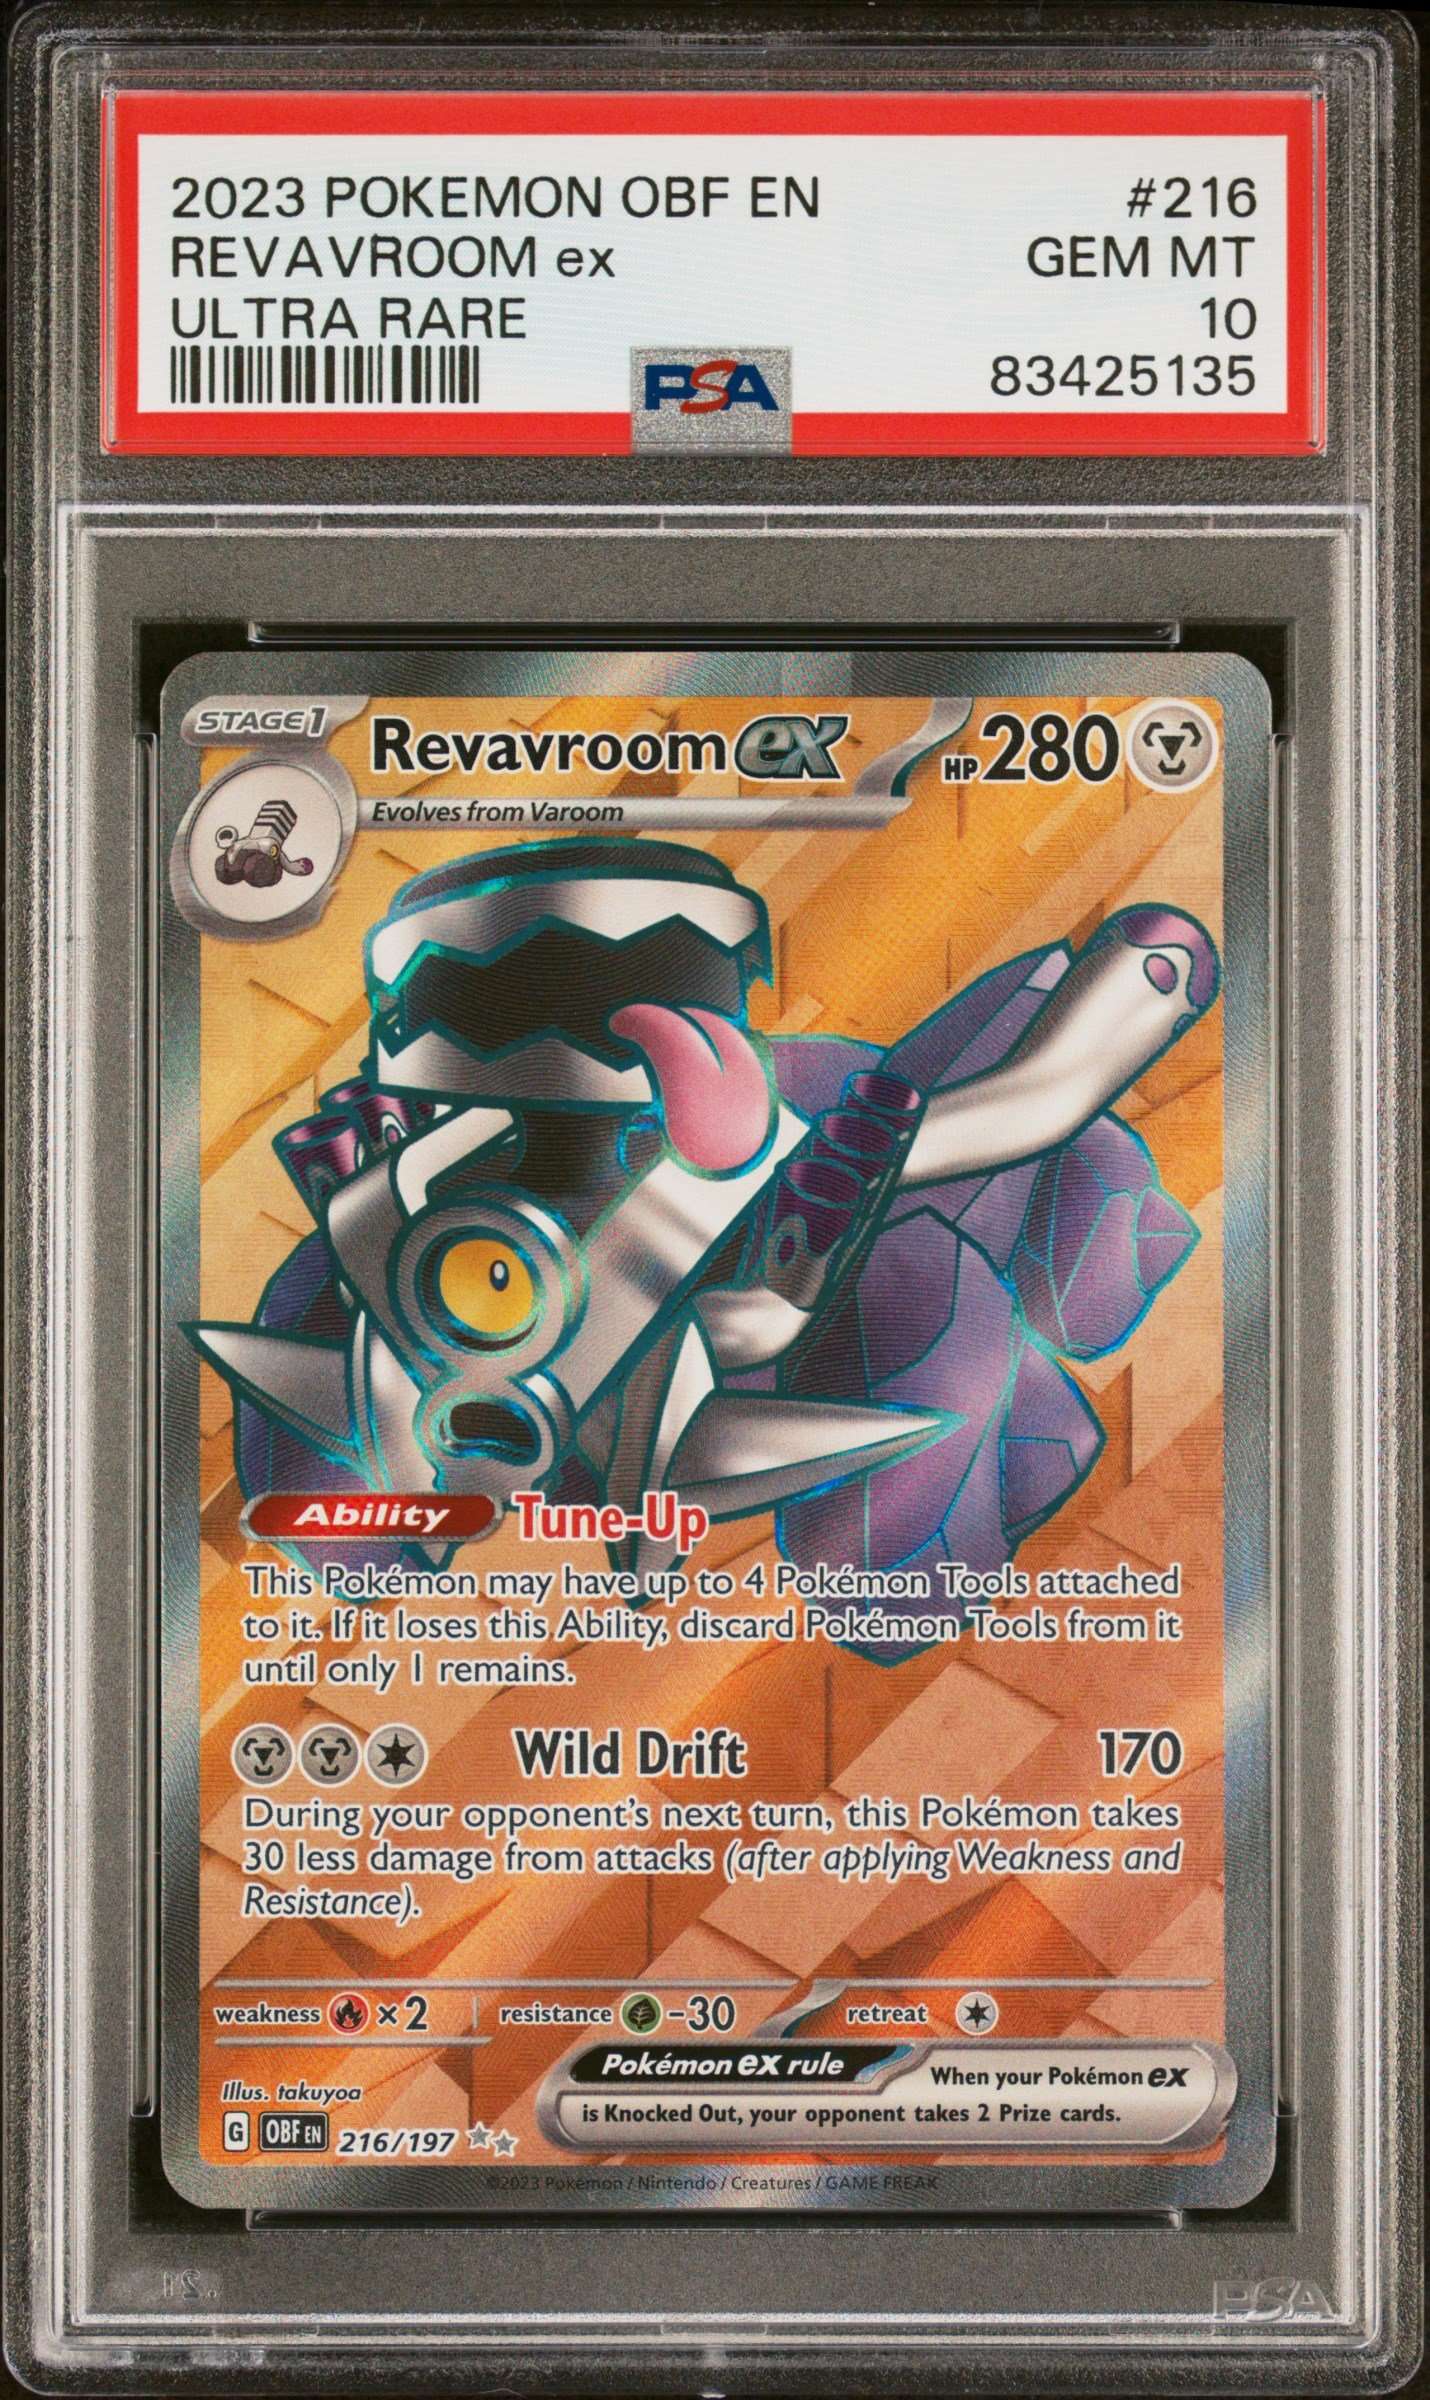 2023 POKEMON OBF EN #216
REVAVROOM ex GEM MT
ULTRA RARE 10
PSA 83425135
STAGE 1 Revavroom ex HP 280
Evolves from Varoom
Ability Tune-Up
This Pokémon may have up to 4 Pokémon Tools attached
to it. If it loses this Ability, discard Pokémon Tools from it
until only 1 remains.
Wild Drift 170
During your opponent's next turn, this Pokémon takes
30 less damage from attacks (after applying Weakness and
Resistance).
weakness ×2 resistance -30 retreat
Pokémon ex rule When your Pokémon ex
is Knocked Out, your opponent takes 2 Prize cards.
Illus. takuyoa
G OBF EN 216/197
©2023 Pokémon / Nintendo / Creatures / GAME FREAK
PSA